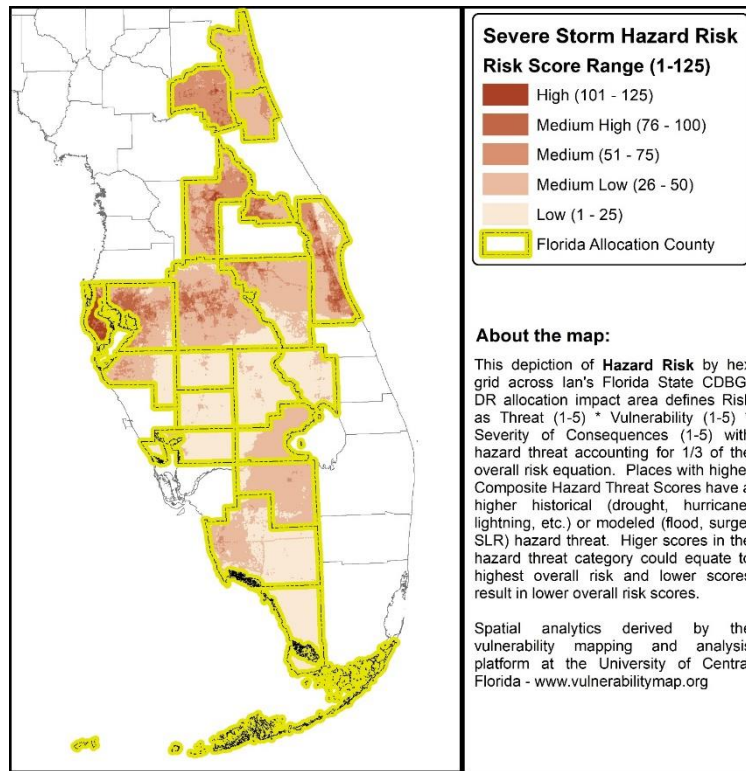 Severe Storm Hazard Risk
Risk Score Range (1-125)
High (101 - 125)
Medium High (76 - 100)
Medium (51 - 75)
Medium Low (26 - 50)
Low (1 - 25)
Florida Allocation County
About the map:
This depiction of Hazard Risk by hex
grid across Ian's Florida State CDBG-
DR allocation impact area defines Risk
as Threat (1-5) * Vulnerability (1-5) *
Severity of Consequences (1-5) with
hazard threat accounting for 1/3 of the
overall risk equation. Places with higher
Composite Hazard Threat Scores have a
higher historical (drought, hurricane,
lightning, etc.) or modeled (flood, surge,
SLR) hazard threat. Higer scores in the
hazard threat category could equate to
highest overall risk and lower scores
result in lower overall risk scores.
Spatial analytics derived by the
vulnerability mapping and analysis
platform at the University of Central
Florida - www.vulnerabilitymap.org